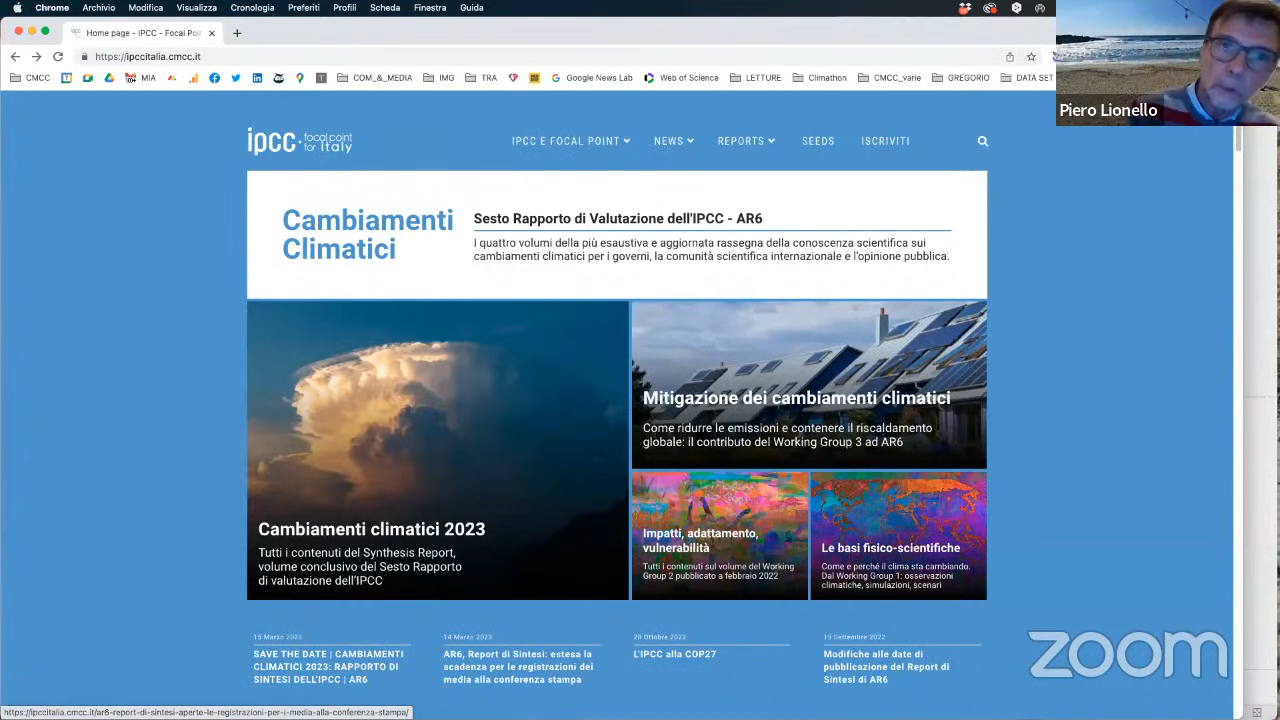 Chrome Archivio Modifica Visualizza Cronologia Preferiti Profili Scheda Finestra Guida
Home page - IPCC - Focal Poi
https://ipccitalia.cmcc.it
CMCC MIA COM_&_MEDIA IMG TRA Google News Lab Web of Science LETTURE Climathon CMCC_varie GREGORIO DATA SET
Piero Lionello
ipcc · focal point for italy
IPCC E FOCAL POINT NEWS REPORTS SEEDS ISCRIVITI
Cambiamenti
Climatici
Sesto Rapporto di Valutazione dell'IPCC - AR6
I quattro volumi della più esaustiva e aggiornata rassegna della conoscenza scientifica sui
cambiamenti climatici per i governi, la comunità scientifica internazionale e l'opinione pubblica.
Cambiamenti climatici 2023
Tutti i contenuti del Synthesis Report,
volume conclusivo del Sesto Rapporto
di valutazione dell'IPCC
Mitigazione dei cambiamenti climatici
Come ridurre le emissioni e contenere il riscaldamento
globale: il contributo del Working Group 3 ad AR6
Impatti, adattamento,
vulnerabilità
Tutti i contenuti sul volume del Working
Group 2 pubblicato a febbraio 2022
Le basi fisico-scientifiche
Come e perché il clima sta cambiando.
Dal Working Group 1: osservazioni
climatiche, simulazioni, scenari
15 Marzo 2023
SAVE THE DATE | CAMBIAMENTI
CLIMATICI 2023: RAPPORTO DI
SINTESI DELL'IPCC | AR6
14 Marzo 2023
AR6, Report di Sintesi: estesa la
scadenza per le registrazioni dei
media alla conferenza stampa
28 Ottobre 2022
L'IPCC alla COP27
15 Settembre 2022
Modifiche alle date di
pubblicazione del Report di
Sintesi di AR6
zoom
https://ipccitalia.cmcc.it/ar6-report-di-sintesi-aperte-le-registrazioni-per-i-media-alla-conferenza-stampa/